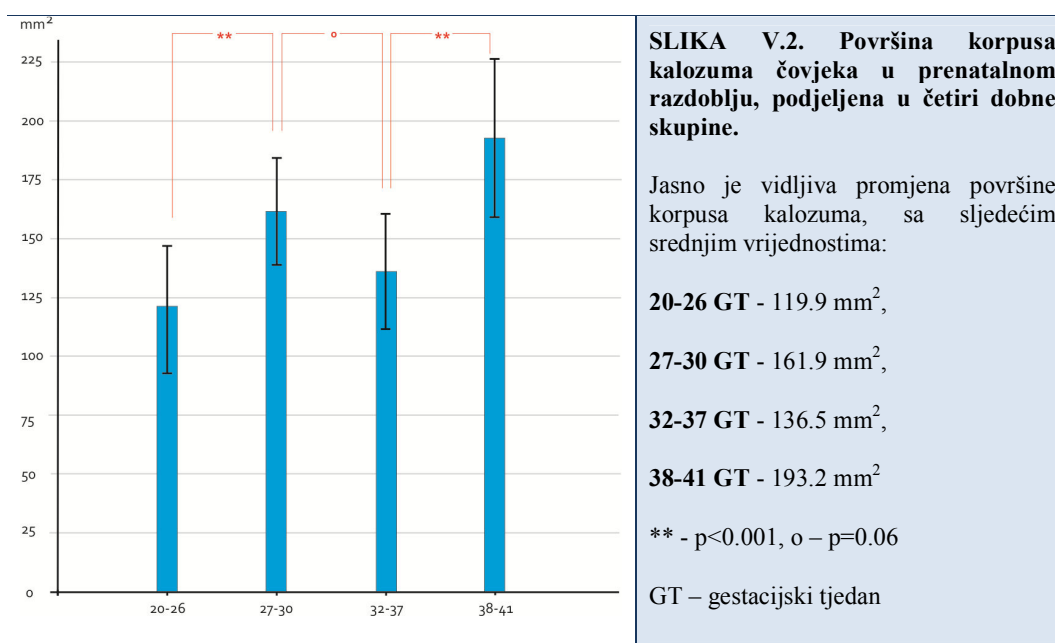 mm²
225
200
175
150
125
100
75
50
25
0
** o **
20-26 27-30 32-37 38-41
SLIKA V.2. Površina korpusa
kalozuma čovjeka u prenatalnom
razdoblju, podjeljena u četiri dobne
skupine.
Jasno je vidljiva promjena površine
korpusa kalozuma, sa sljedećim
srednjim vrijednostima:
20-26 GT - 119.9 mm²,
27-30 GT - 161.9 mm²,
32-37 GT - 136.5 mm²,
38-41 GT - 193.2 mm²
** - p<0.001, o – p=0.06
GT – gestacijski tjedan